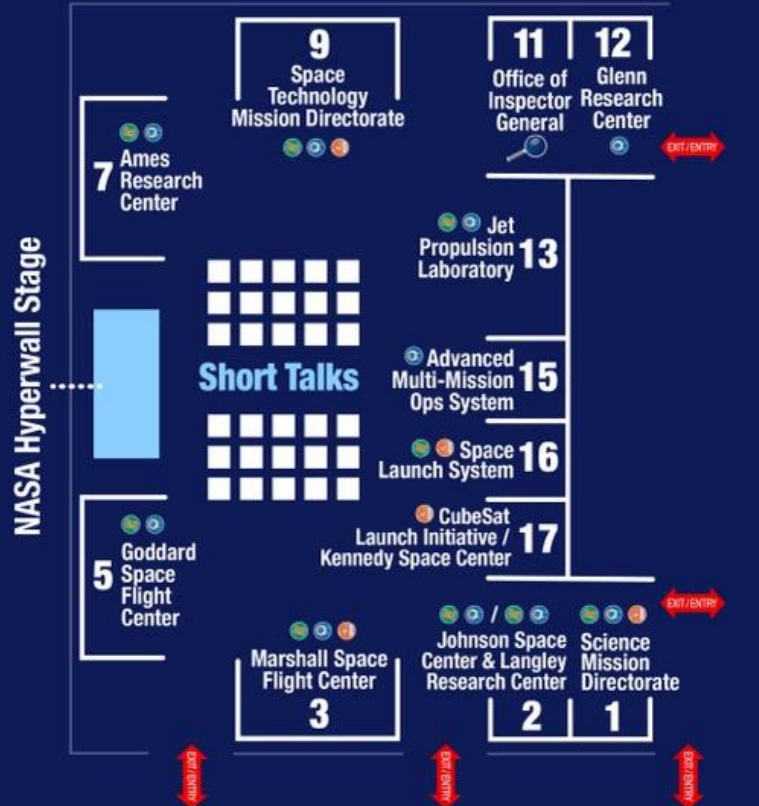 9
Space
Technology
Mission Directorate
11
Office of
Inspector
General
12
Glenn
Research
Center
EXIT/ENTRY
7
Ames
Research
Center
Jet
Propulsion
Laboratory
13
NASA Hyperwall Stage
Short Talks
Advanced
Multi-Mission
Ops System
15
Space
Launch System
16
CubeSat
Launch Initiative /
Kennedy Space Center
17
5
Goddard
Space
Flight
Center
EXIT/ENTRY
Marshall Space
Flight Center
3
/
Johnson Space
Center & Langley
Research Center
2
Science
Mission
Directorate
1
EXIT/ENTRY
EXIT/ENTRY
EXIT/ENTRY